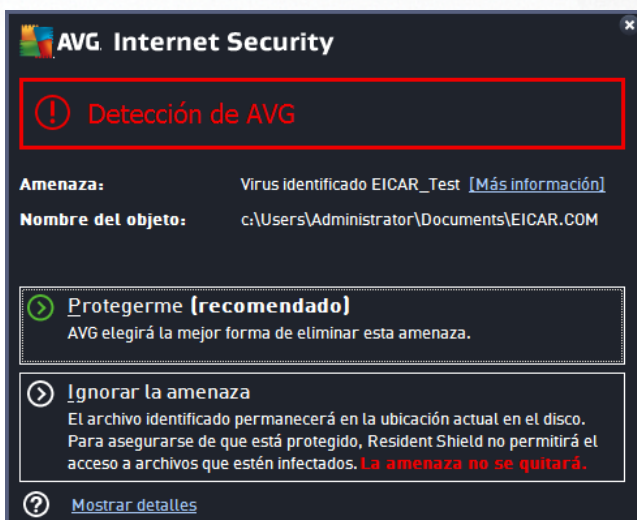 AVG. Internet Security
Detección de AVG
Amenaza: Virus identificado EICAR_Test [Más información]
Nombre del objeto: c:\Users\Administrator\Documents\EICAR.COM
Protegerme (recomendado)
AVG elegirá la mejor forma de eliminar esta amenaza.
Ignorar la amenaza
El archivo identificado permanecerá en la ubicación actual en el disco.
Para asegurarse de que está protegido, Resident Shield no permitirá el
acceso a archivos que estén infectados. La amenaza no se quitará.
Mostrar detalles